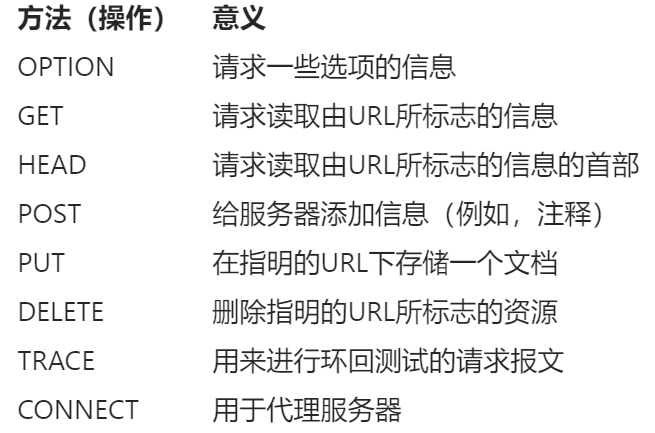 方法（操作） 意义
OPTION 请求一些选项的信息
GET 请求读取由URL所标志的信息
HEAD 请求读取由URL所标志的信息的首部
POST 给服务器添加信息（例如，注释）
PUT 在指明的URL下存储一个文档
DELETE 删除指明的URL所标志的资源
TRACE 用来进行环回测试的请求报文
CONNECT 用于代理服务器